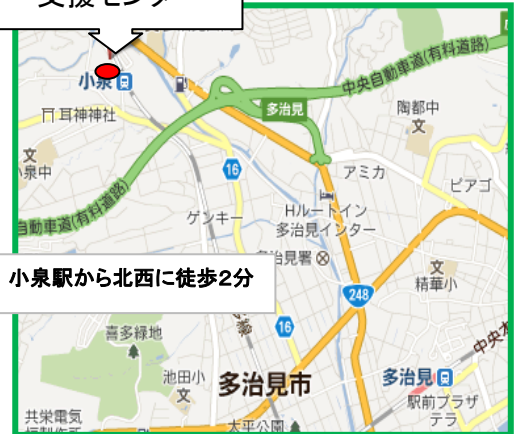 支援センター
小泉
中央自動車道(有料道路)
多治見
陶都中
文
耳神神社
文
小泉中
16
アミカ
ピアゴ
自動車道(有料道路)
ゲンキー
Hルートイン
多治見インター
多治見署
小泉駅から北西に徒歩2分
文
精華小
248
16
喜多緑地
中央本
池田小
文
多治見市
多治見
駅前プラザ
テラ
共栄電気
太平公園